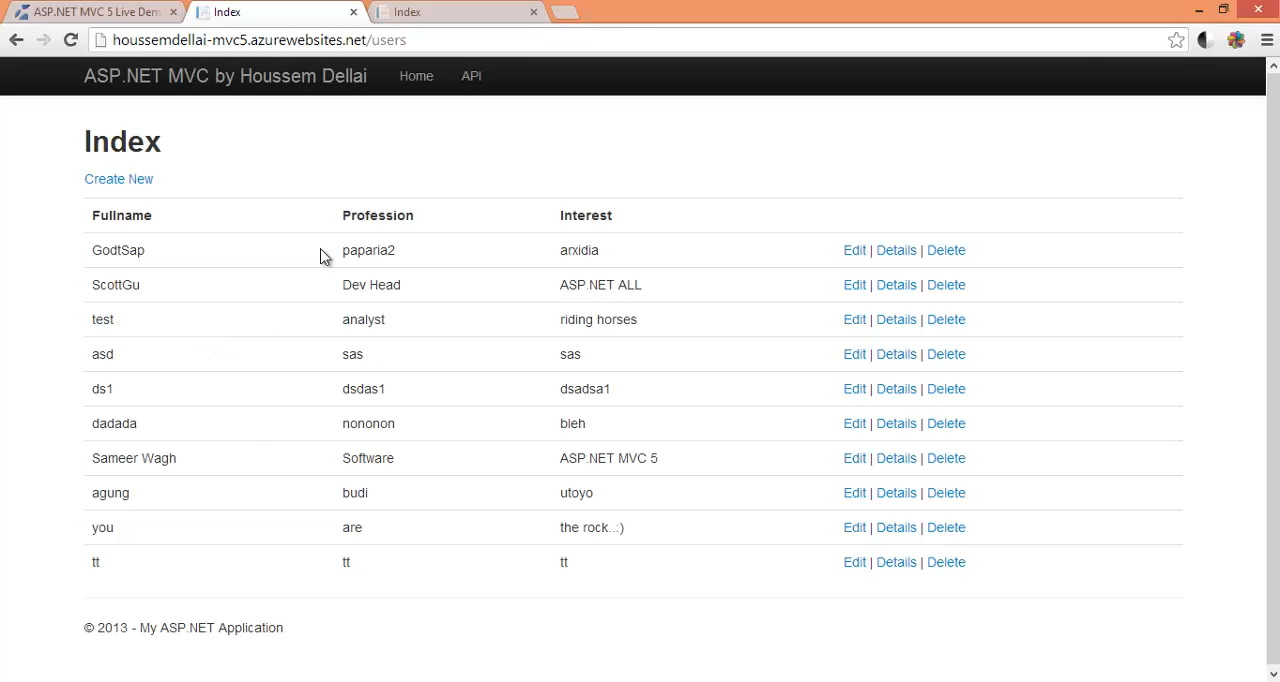 ASP.NET MVC 5 Live Dem
Index
Index
houssemdellai-mvc5.azurewebsites.net/users
ASP.NET MVC by Houssem Dellai Home API
Index
Create New
Fullname Profession Interest
GodtSap paparia2 arxidia Edit | Details | Delete
ScottGu Dev Head ASP.NET ALL Edit | Details | Delete
test analyst riding horses Edit | Details | Delete
asd sas sas Edit | Details | Delete
ds1 dsdas1 dsadsa1 Edit | Details | Delete
dadada nononon bleh Edit | Details | Delete
Sameer Wagh Software ASP.NET MVC 5 Edit | Details | Delete
agung budi utoyo Edit | Details | Delete
you are the rock..:) Edit | Details | Delete
tt tt tt Edit | Details | Delete
© 2013 - My ASP.NET Application